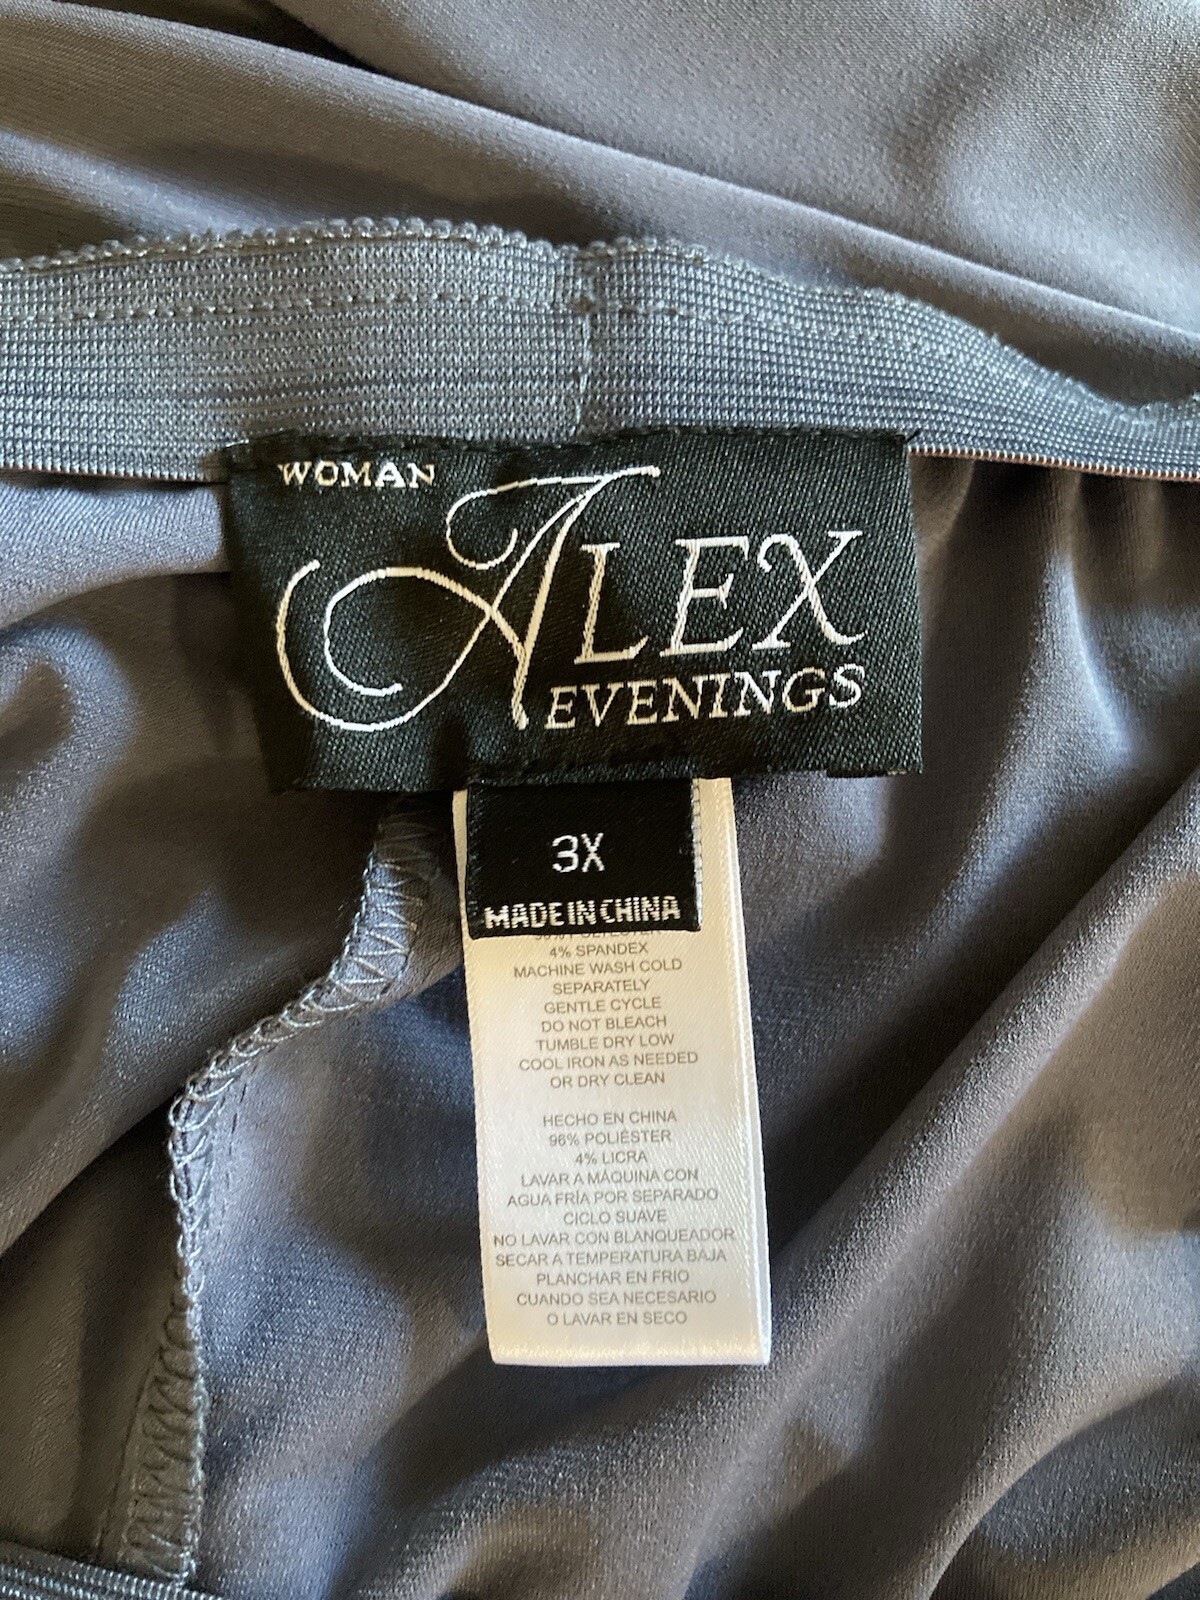 WOMAN
ALEX
EVENINGS
3X
MADE IN CHINA
4% SPANDEX
MACHINE WASH COLD
SEPARATELY
GENTLE CYCLE
DO NOT BLEACH
TUMBLE DRY LOW
COOL IRON AS NEEDED
OR DRY CLEAN
HECHO EN CHINA
96% POLIÉSTER
4% LICRA
LAVAR A MÁQUINA CON
AGUA FRÍA POR SEPARADO
CICLO SUAVE
NO LAVAR CON BLANQUEADOR
SECAR A TEMPERATURA BAJA
PLANCHAR EN FRIO
CUANDO SEA NECESARIO
O LAVAR EN SECO